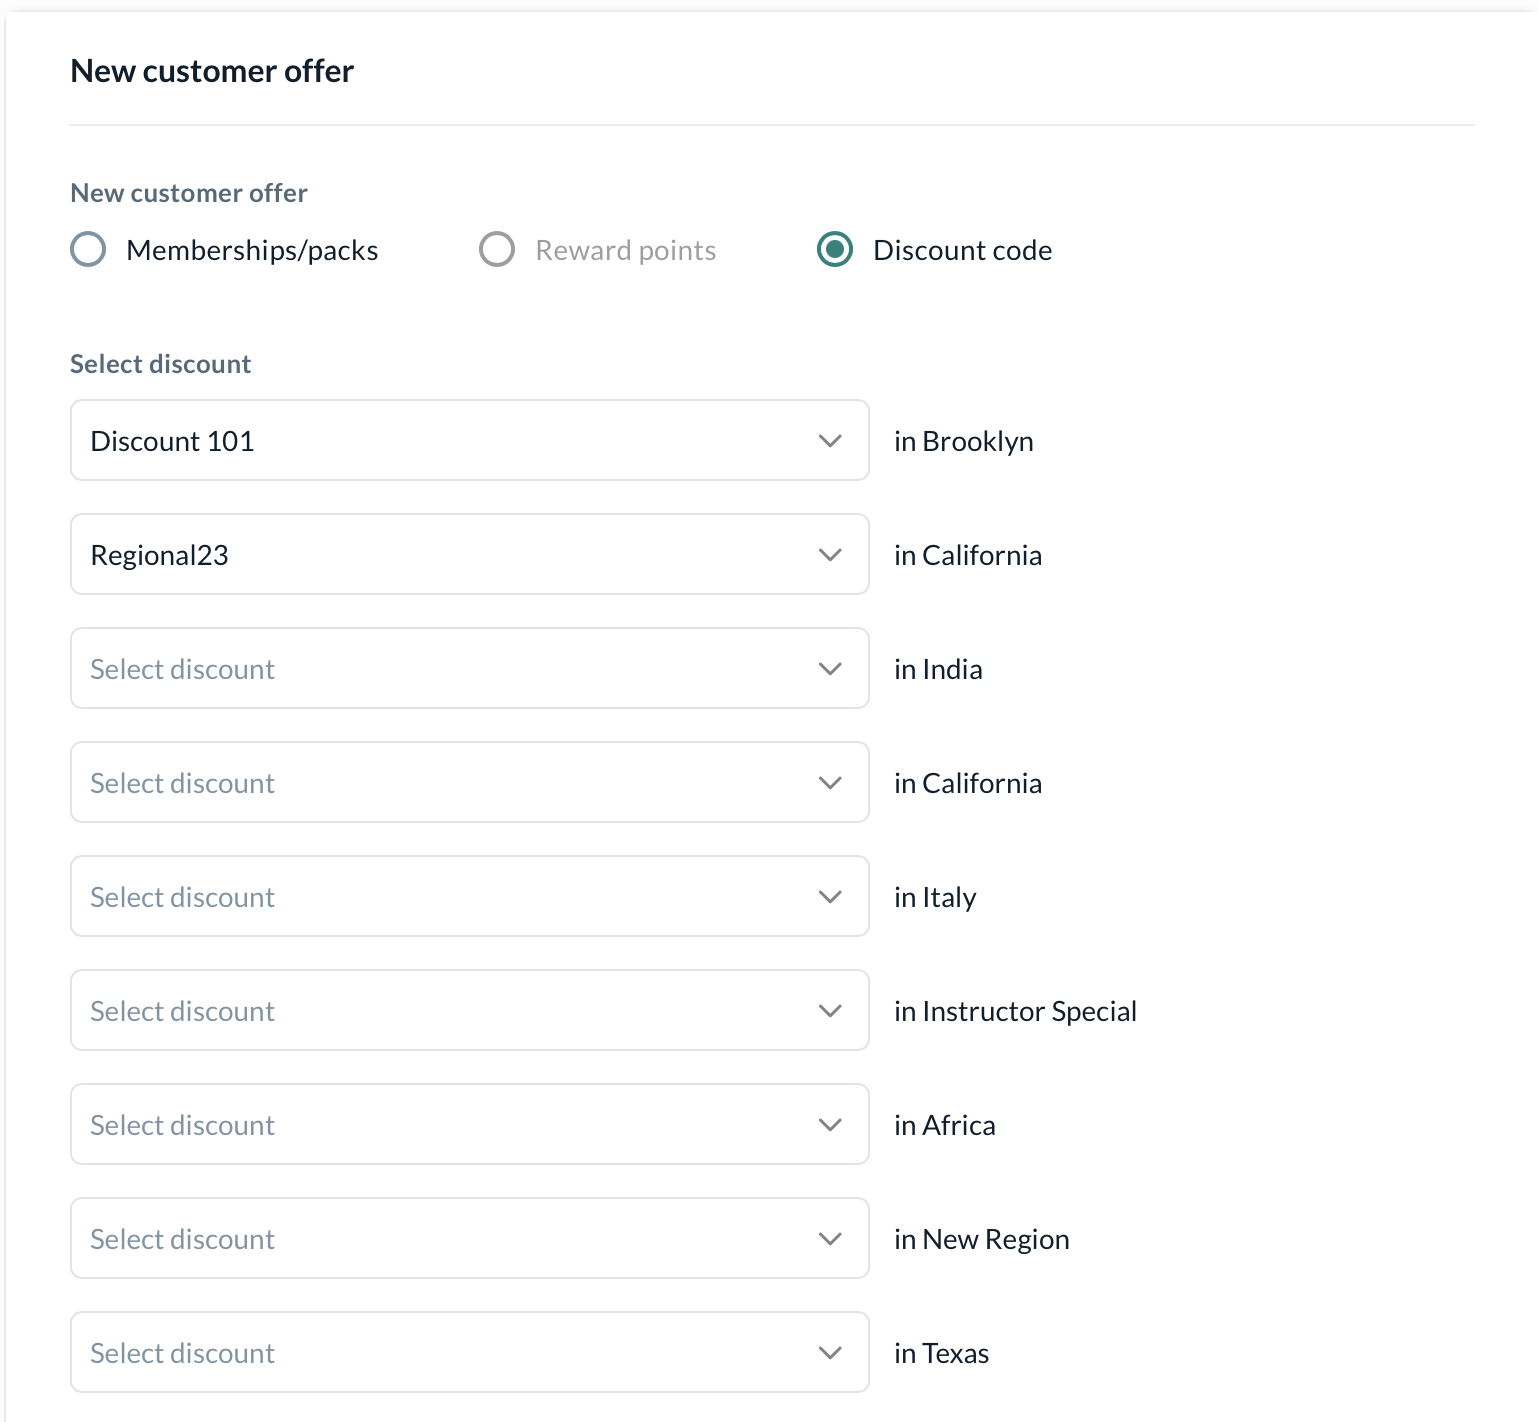 New customer offer
New customer offer
Memberships/packs Reward points Discount code
Select discount
Discount 101 in Brooklyn
Regional23 in California
Select discount in India
Select discount in California
Select discount in Italy
Select discount in Instructor Special
Select discount in Africa
Select discount in New Region
Select discount in Texas